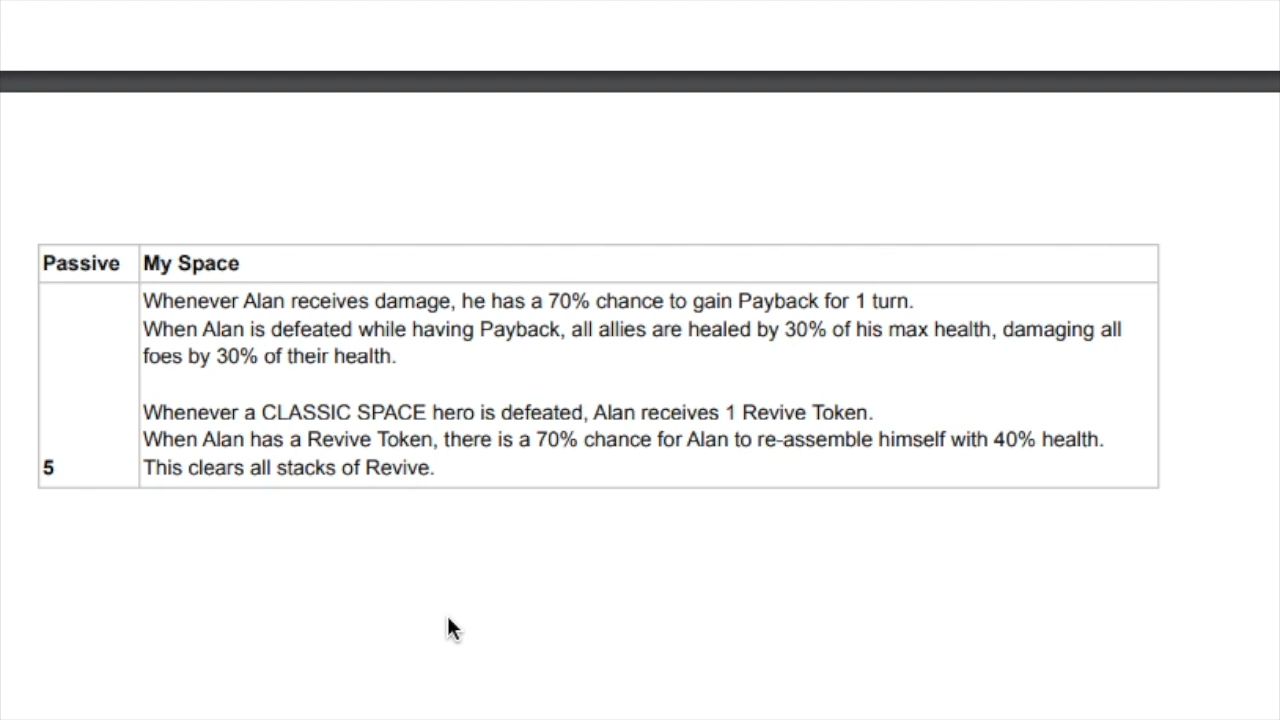 Passive My Space
Whenever Alan receives damage, he has a 70% chance to gain Payback for 1 turn.
When Alan is defeated while having Payback, all allies are healed by 30% of his max health, damaging all
foes by 30% of their health.
Whenever a CLASSIC SPACE hero is defeated, Alan receives 1 Revive Token.
When Alan has a Revive Token, there is a 70% chance for Alan to re-assemble himself with 40% health.
5 This clears all stacks of Revive.